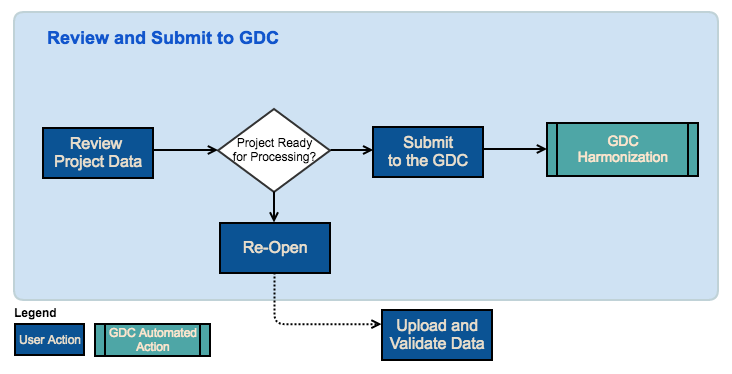 Review and Submit to GDC
Review
Project Data
Project Ready
for Processing?
Submit
to the GDC
GDC
Harmonization
Re-Open
Upload and
Validate Data
Legend
User Action
GDC Automated
Action